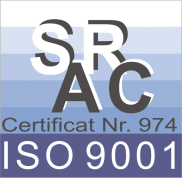 SR
AC
Certificat Nr. 974
ISO 9001